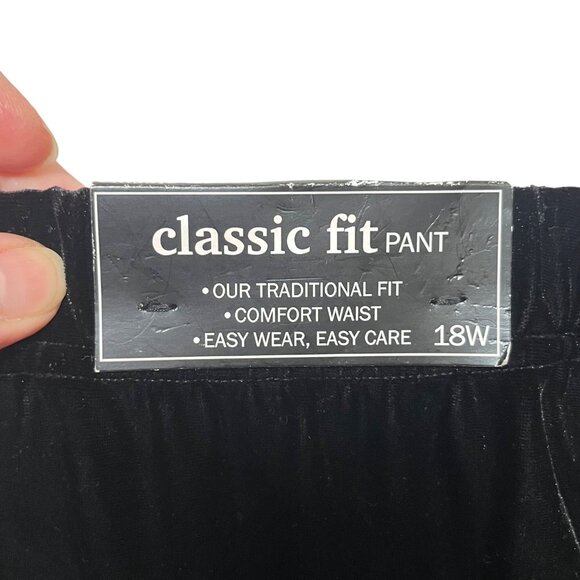 classic fit PANT
• OUR TRADITIONAL FIT
• COMFORT WAIST
• EASY WEAR, EASY CARE 18W